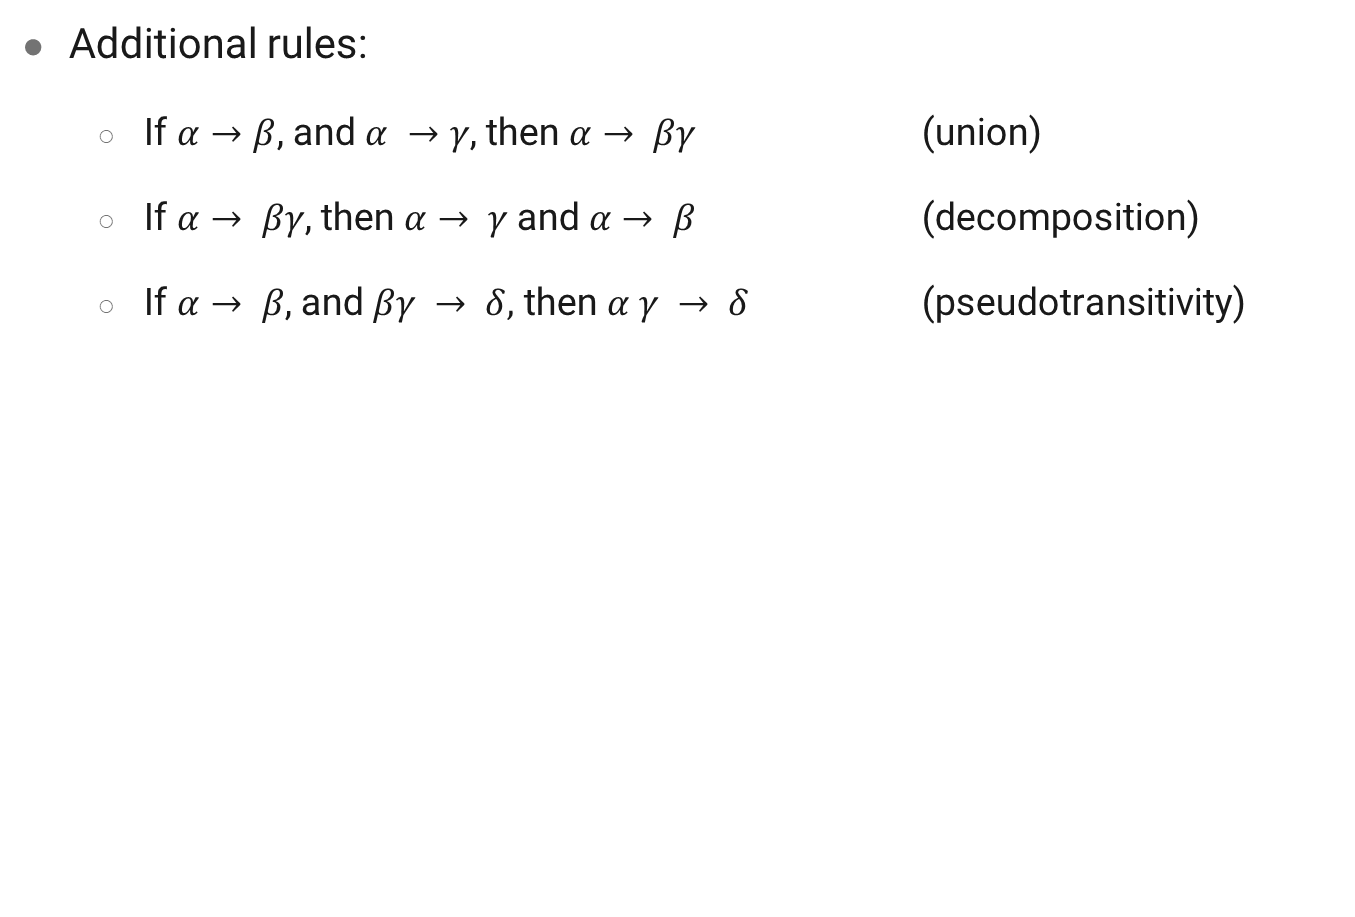 ● Additional rules:
○ If α → β, and α → γ, then α → βγ (union)
○ If α → βγ, then α → γ and α → β (decomposition)
○ If α → β, and βγ → δ, then α γ → δ (pseudotransitivity)